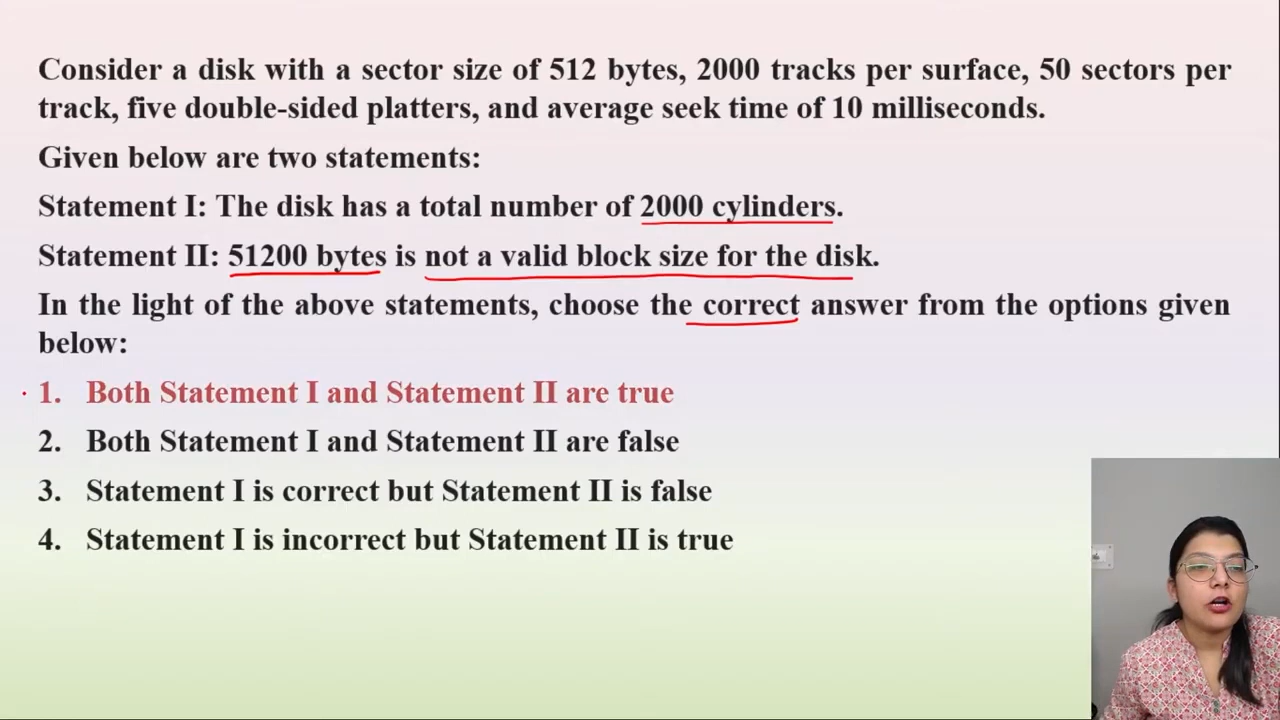 Consider a disk with a sector size of 512 bytes, 2000 tracks per surface, 50 sectors per
track, five double-sided platters, and average seek time of 10 milliseconds.
Given below are two statements:
Statement I: The disk has a total number of 2000 cylinders.
Statement II: 51200 bytes is not a valid block size for the disk.
In the light of the above statements, choose the correct answer from the options given
below:
1. Both Statement I and Statement II are true
2. Both Statement I and Statement II are false
3. Statement I is correct but Statement II is false
4. Statement I is incorrect but Statement II is true